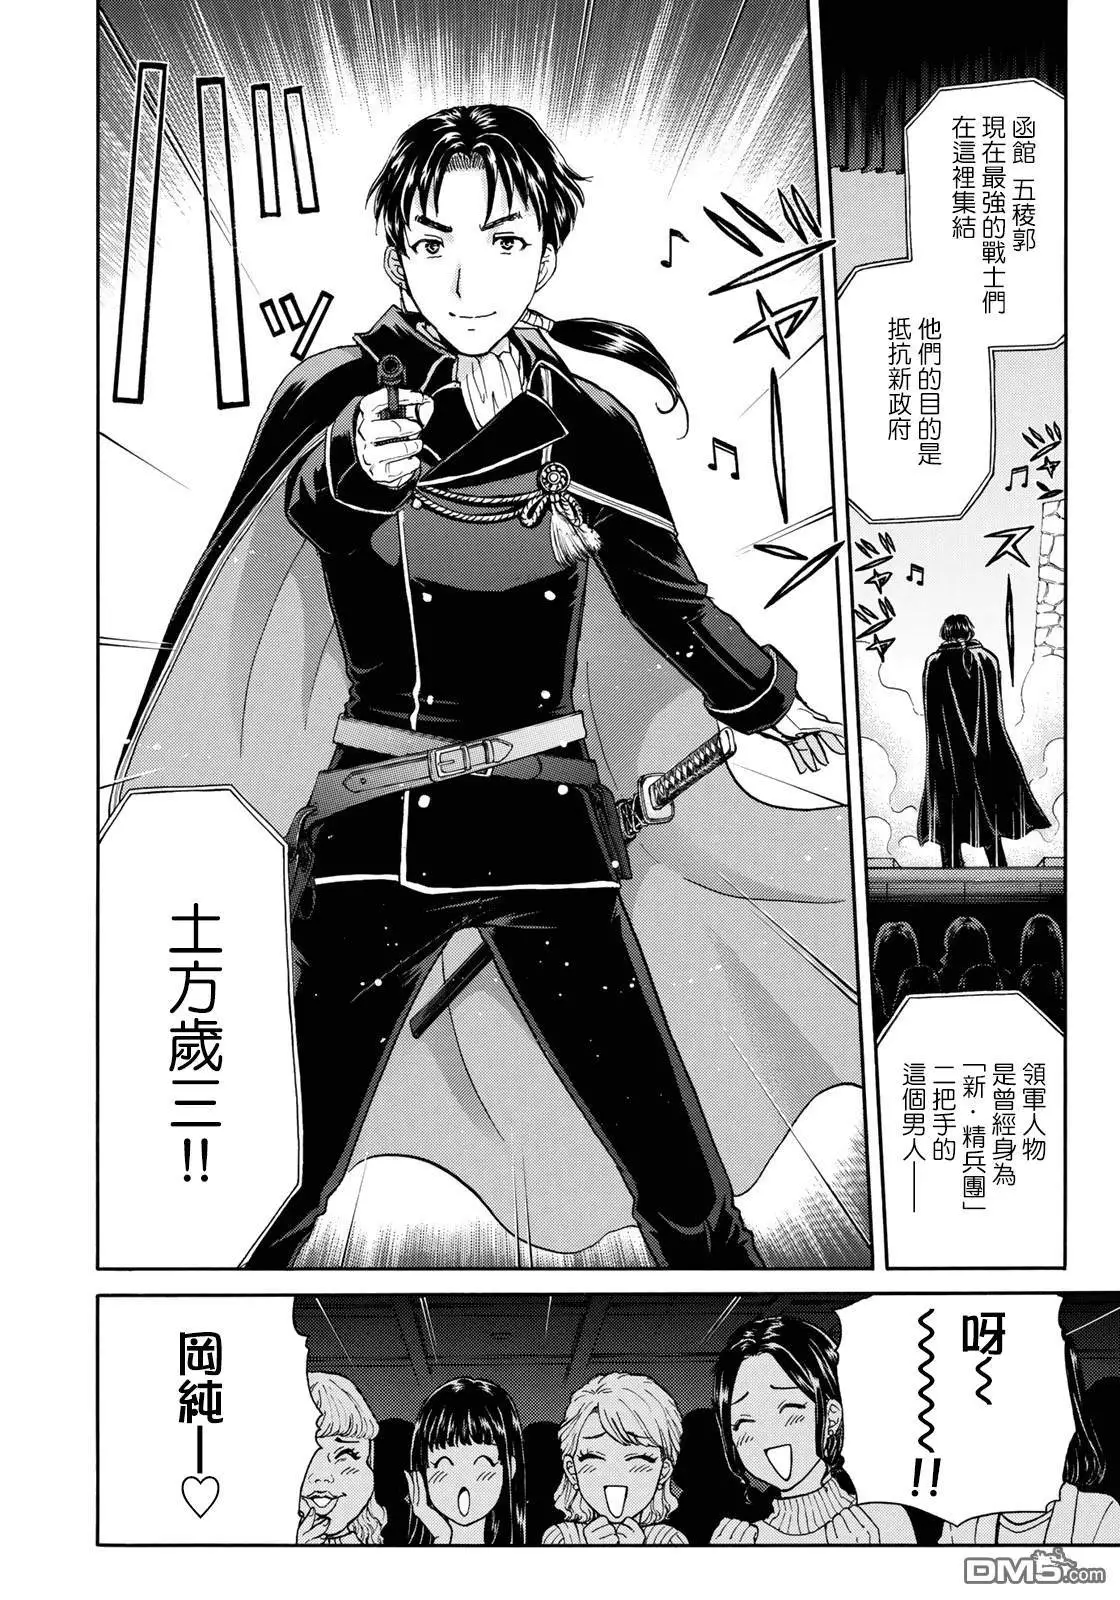 函館 五稜郭
現在最強的戰士們
在這裡集結
他們的目的是
抵抗新政府
領軍人物
是曾經身為
「新・精兵團」
二把手的
這個男人——
土方歲三!!
呀~~!!
岡純—♡
DM5.com